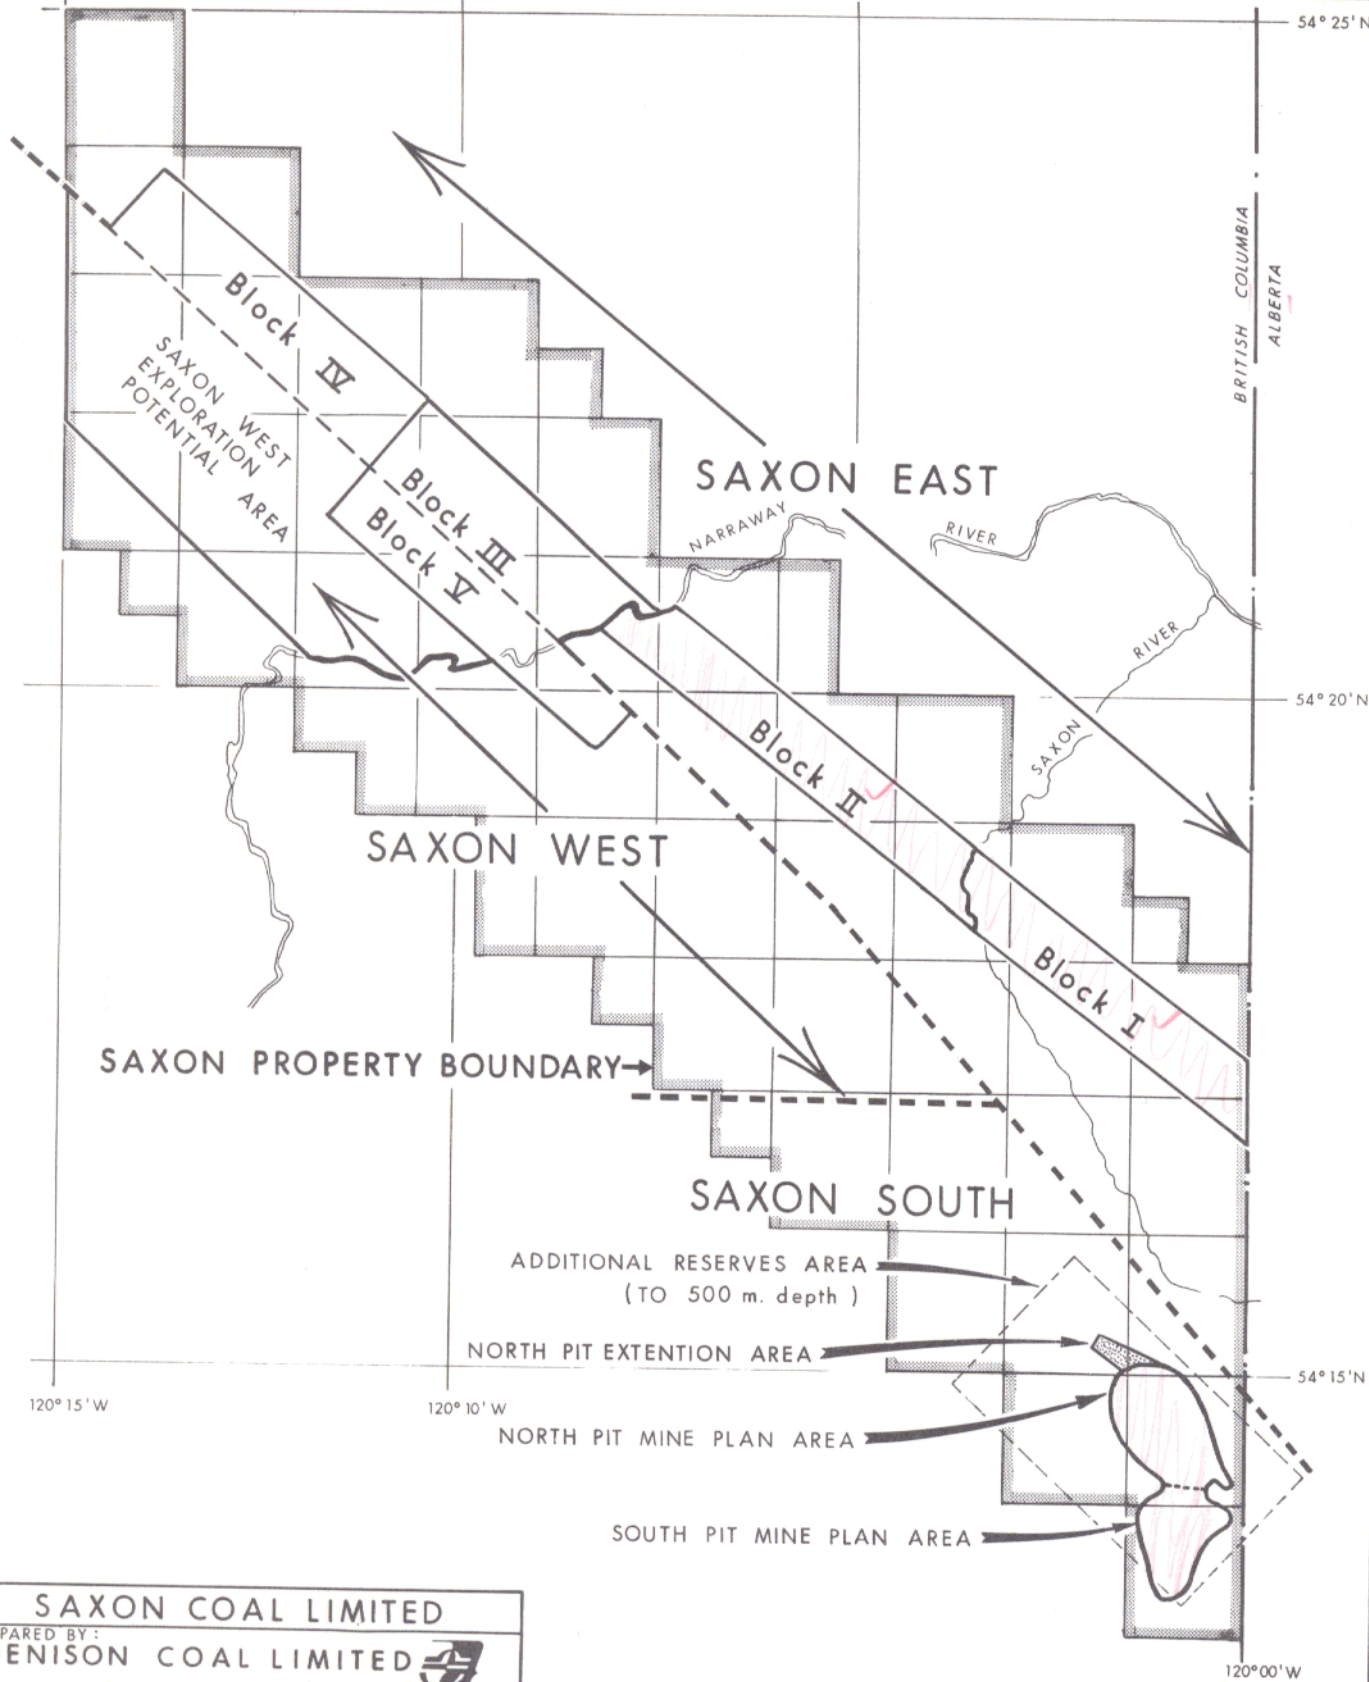 54° 25' N
BRITISH COLUMBIA
ALBERTA
Block IV
SAXON WEST
EXPLORATION
POTENTIAL AREA
SAXON EAST
Block III
Block V
NARRAWAY
RIVER
RIVER
SAXON
54° 20' N
Block II
SAXON WEST
Block I
SAXON PROPERTY BOUNDARY
SAXON SOUTH
ADDITIONAL RESERVES AREA
(TO 500 m. depth)
NORTH PIT EXTENTION AREA
54° 15' N
120° 15' W
120° 10' W
NORTH PIT MINE PLAN AREA
SOUTH PIT MINE PLAN AREA
SAXON COAL LIMITED
PARED BY:
ENISON COAL LIMITED
120° 00' W